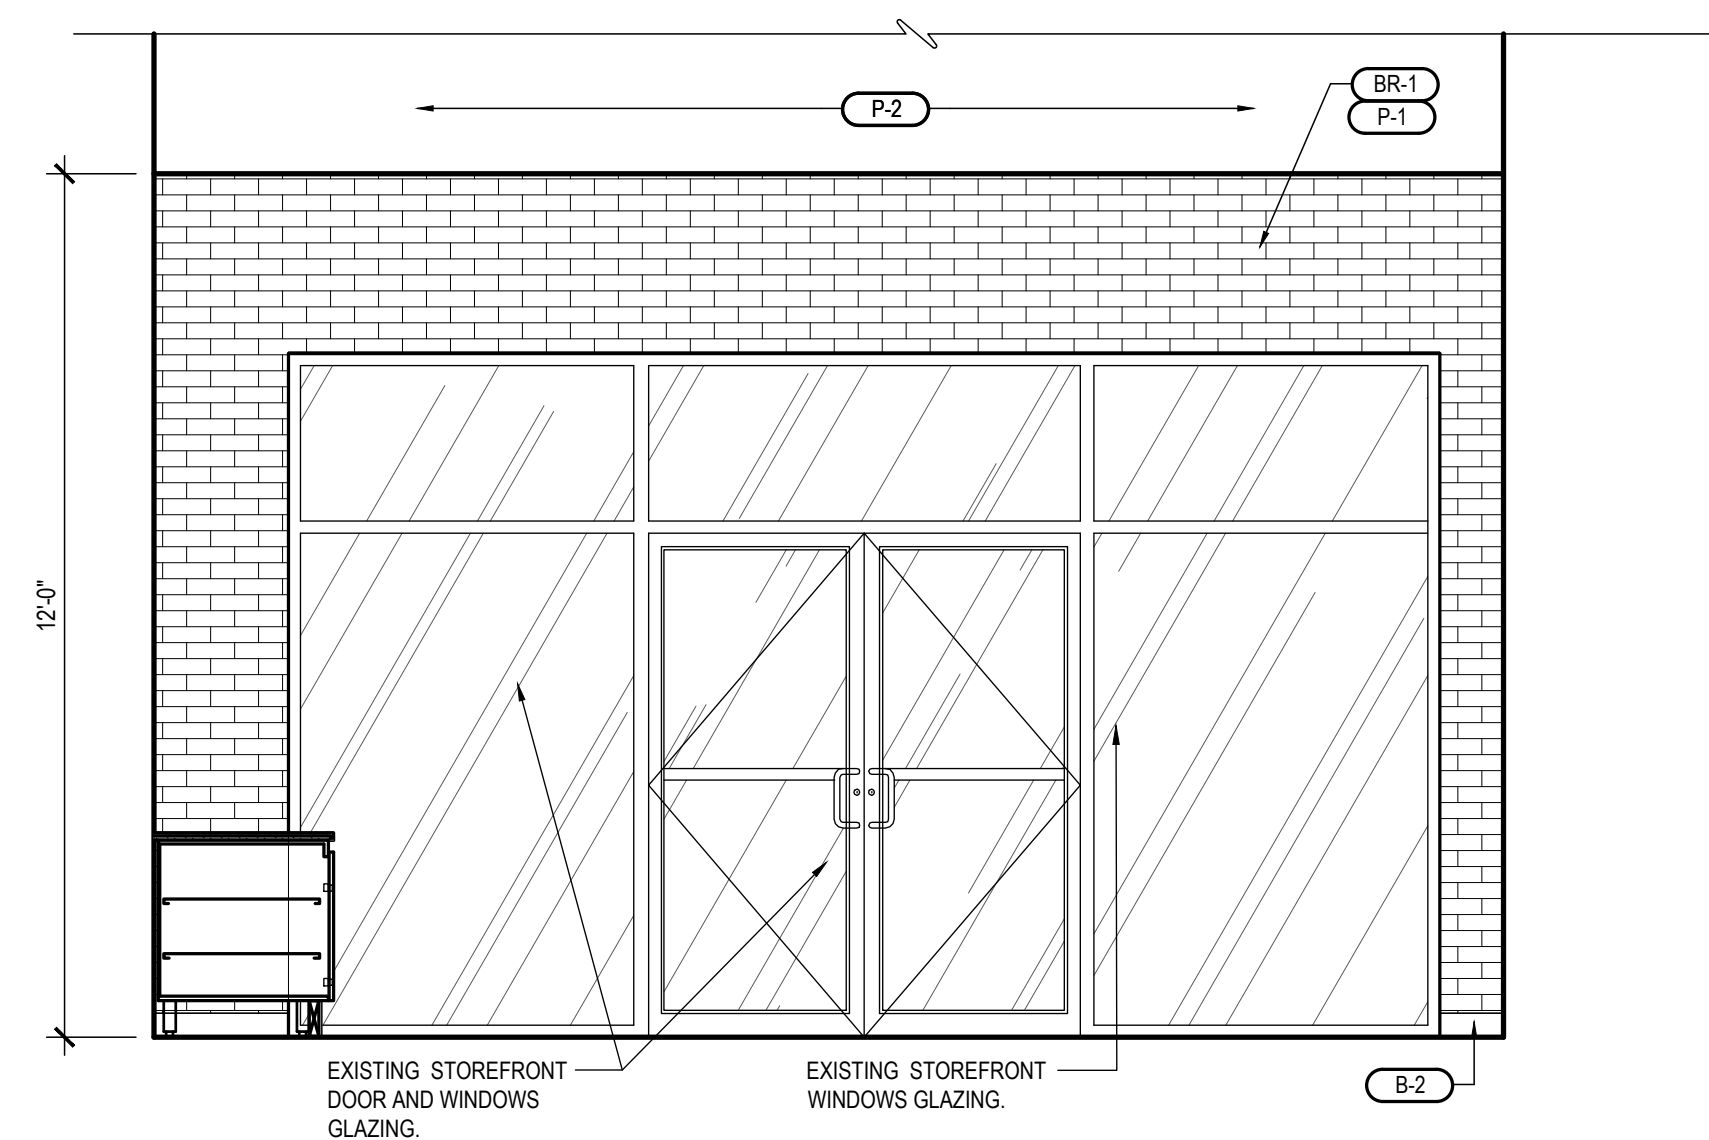 BR-1
P-2
P-1
12'-0"
EXISTING STOREFRONT
DOOR AND WINDOWS
GLAZING.
EXISTING STOREFRONT
WINDOWS GLAZING.
B-2